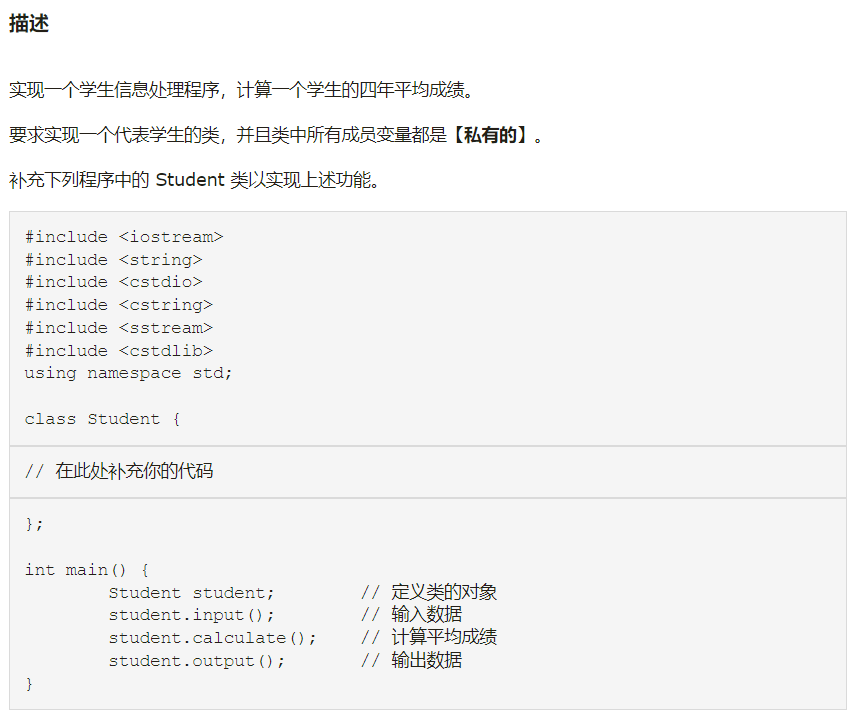 描述
实现一个学生信息处理程序，计算一个学生的四年平均成绩。
要求实现一个代表学生的类，并且类中所有成员变量都是【私有的】。
补充下列程序中的 Student 类以实现上述功能。
#include <iostream>
#include <string>
#include <cstdio>
#include <cstring>
#include <sstream>
#include <cstdlib>
using namespace std;
class Student {
// 在此处补充你的代码
};
int main() {
Student student;        // 定义类的对象
student.input();        // 输入数据
student.calculate();    // 计算平均成绩
student.output();       // 输出数据
}